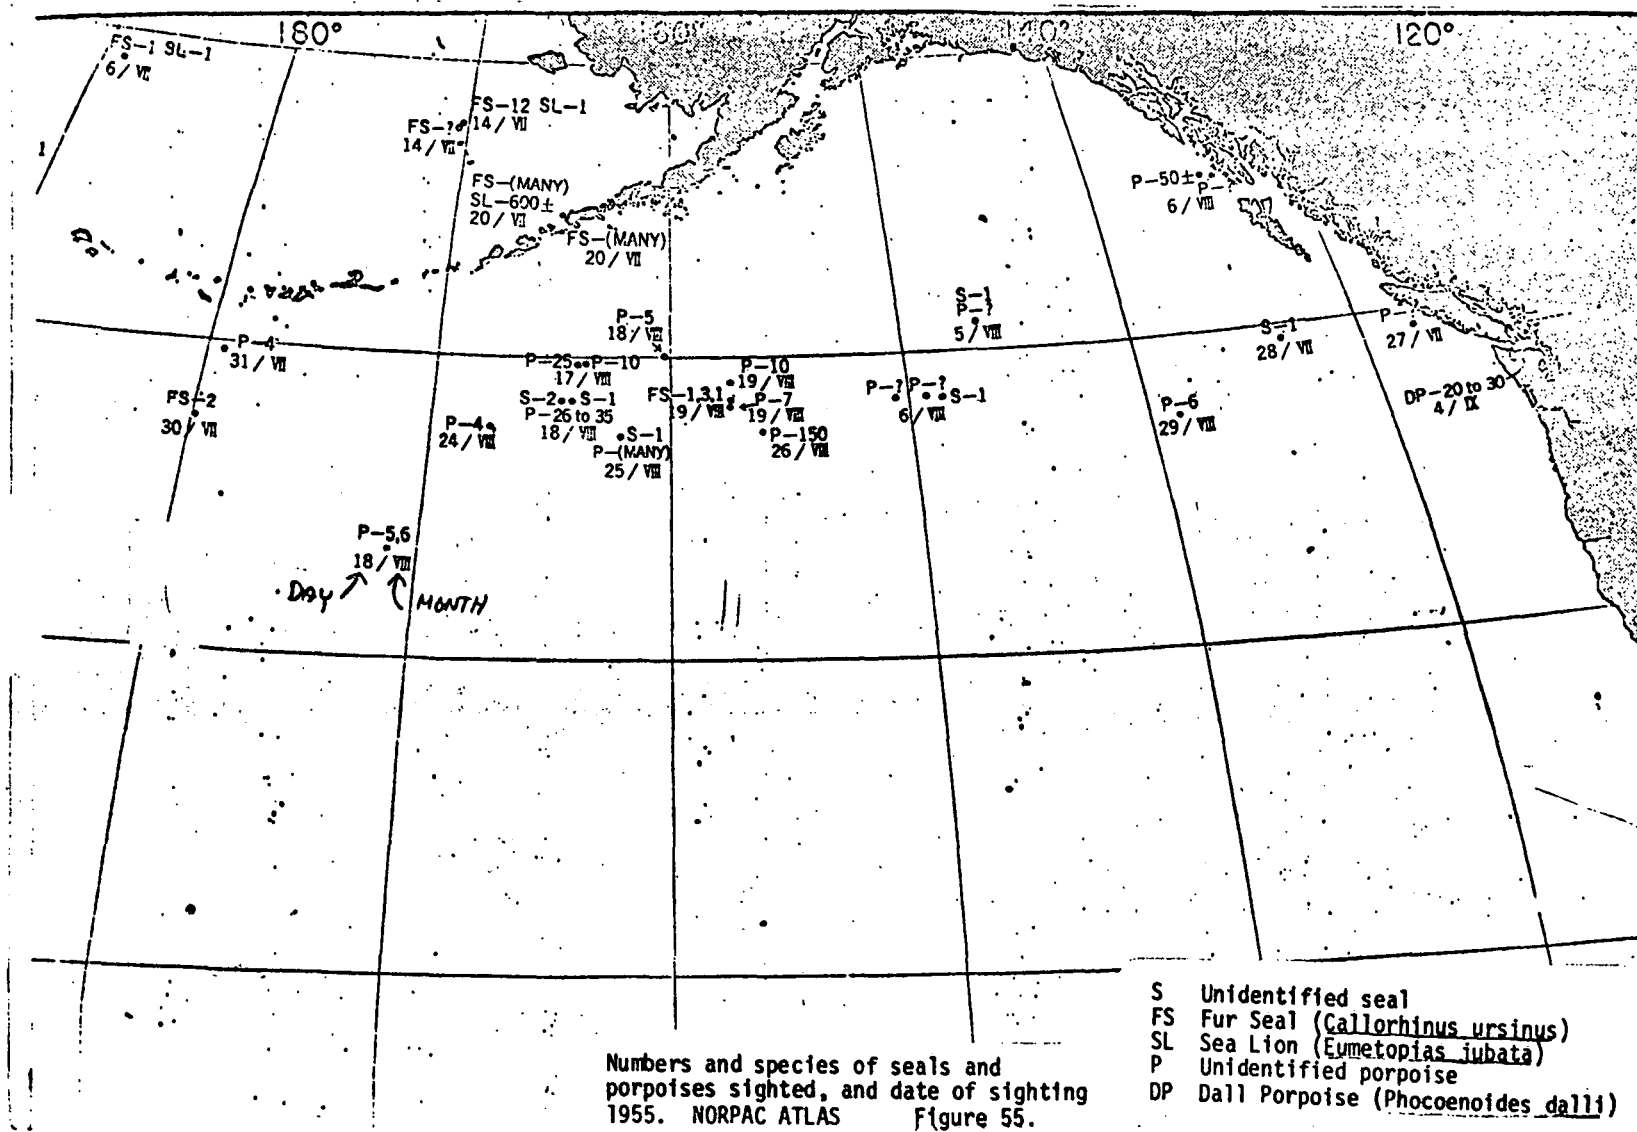 180°
60°
140°
120°
FS-1 SL-1
6/VII
FS-12 SL-1
14/VII
FS-?
14/VII
1
FS-(MANY)
SL-600±
20/VII
FS-(MANY)
20/VII
P-50± P-?
6/VIII
S-1
P-?
5/VIII
P-5
18/VIII
S-1
28/VII
P-
27/VII
P-4
31/VII
P-25 P-10
17/VIII
P-10
19/VIII
FS-2
30/VII
S-2 S-1
P-26 to 35
18/VIII
FS-1,3,1
19/VIII
P-7
19/VIII
P-? P-? S-1
6/VIII
P-6
29/VIII
DP-20 to 30
4/IX
P-4
24/VIII
S-1
P-(MANY)
25/VIII
P-150
26/VIII
P-5,6
18/VIII
DAY MONTH
S Unidentified seal
FS Fur Seal (Callorhinus ursinus)
SL Sea Lion (Eumetopias jubata)
P Unidentified porpoise
DP Dall Porpoise (Phocoenoides dalli)
Numbers and species of seals and
porpoises sighted, and date of sighting
1955. NORPAC ATLAS Figure 55.